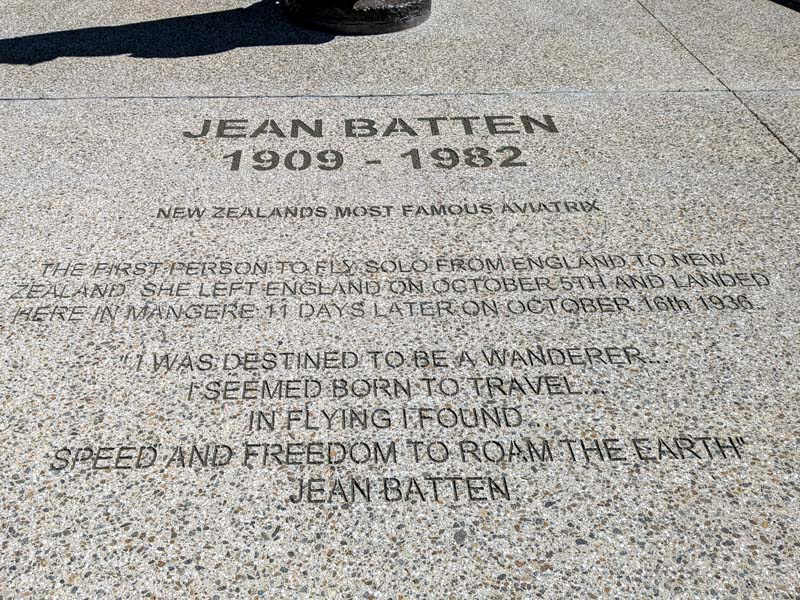 JEAN BATTEN
1909 - 1982
NEW ZEALANDS MOST FAMOUS AVIATRIX
THE FIRST PERSON TO FLY SOLO FROM ENGLAND TO NEW
ZEALAND. SHE LEFT ENGLAND ON OCTOBER 5TH AND LANDED
HERE IN MANGERE 11 DAYS LATER ON OCTOBER 16th 1936..
"I WAS DESTINED TO BE A WANDERER...
I SEEMED BORN TO TRAVEL...
IN FLYING I FOUND..
SPEED AND FREEDOM TO ROAM THE EARTH"
JEAN BATTEN